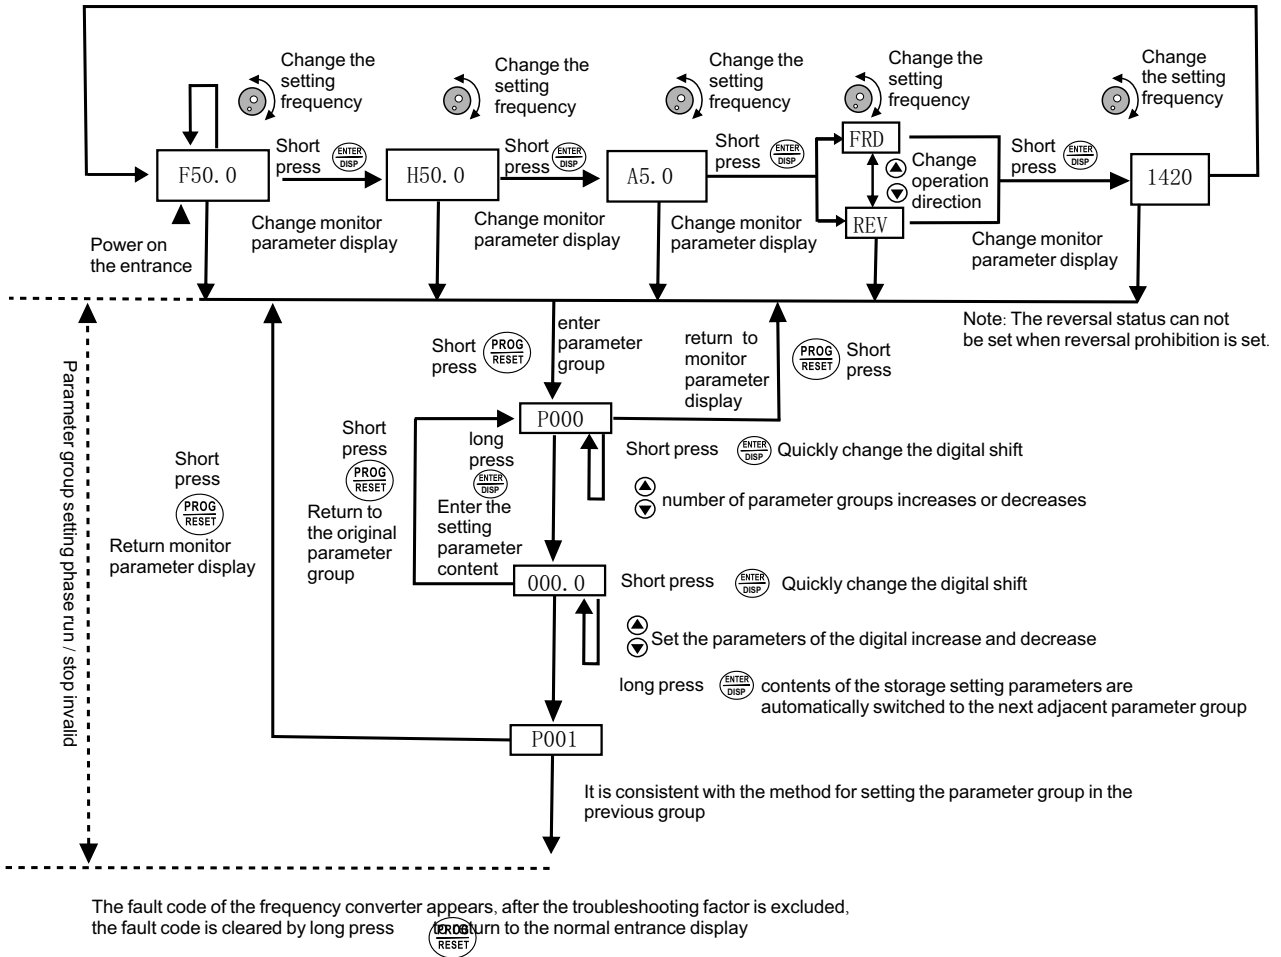 Change the
setting
frequency
Change the
setting
frequency
Change the
setting
frequency
Change the
setting
frequency
Change
the setting
frequency
Short
press
ENTER
DISP
Short
press
ENTER
DISP
Short
press
ENTER
DISP
Short
press
ENTER
DISP
F50.0
H50.0
A5.0
FRD
REV
Change
operation
direction
1420
Power on
the entrance
Change monitor
parameter display
Change monitor
parameter display
Change monitor
parameter display
Change monitor
parameter display
Note: The reversal status can not
be set when reversal prohibition is set.
Parameter group setting phase run / stop invalid
Short
press
PROG
RESET
enter
parameter
group
return to
monitor
parameter
display
PROG
RESET
Short
press
P000
Short
press
PROG
RESET
Return monitor
parameter display
Short
press
PROG
RESET
Return to
the original
parameter
group
long
press
ENTER
DISP
Enter the
setting
parameter
content
Short press ENTER DISP Quickly change the digital shift
number of parameter groups increases or decreases
000.0
Short press ENTER DISP Quickly change the digital shift
Set the parameters of the digital increase and decrease
long press ENTER DISP contents of the storage setting parameters are
automatically switched to the next adjacent parameter group
P001
It is consistent with the method for setting the parameter group in the
previous group
The fault code of the frequency converter appears, after the troubleshooting factor is excluded,
the fault code is cleared by long press PROG RESET to return to the normal entrance display